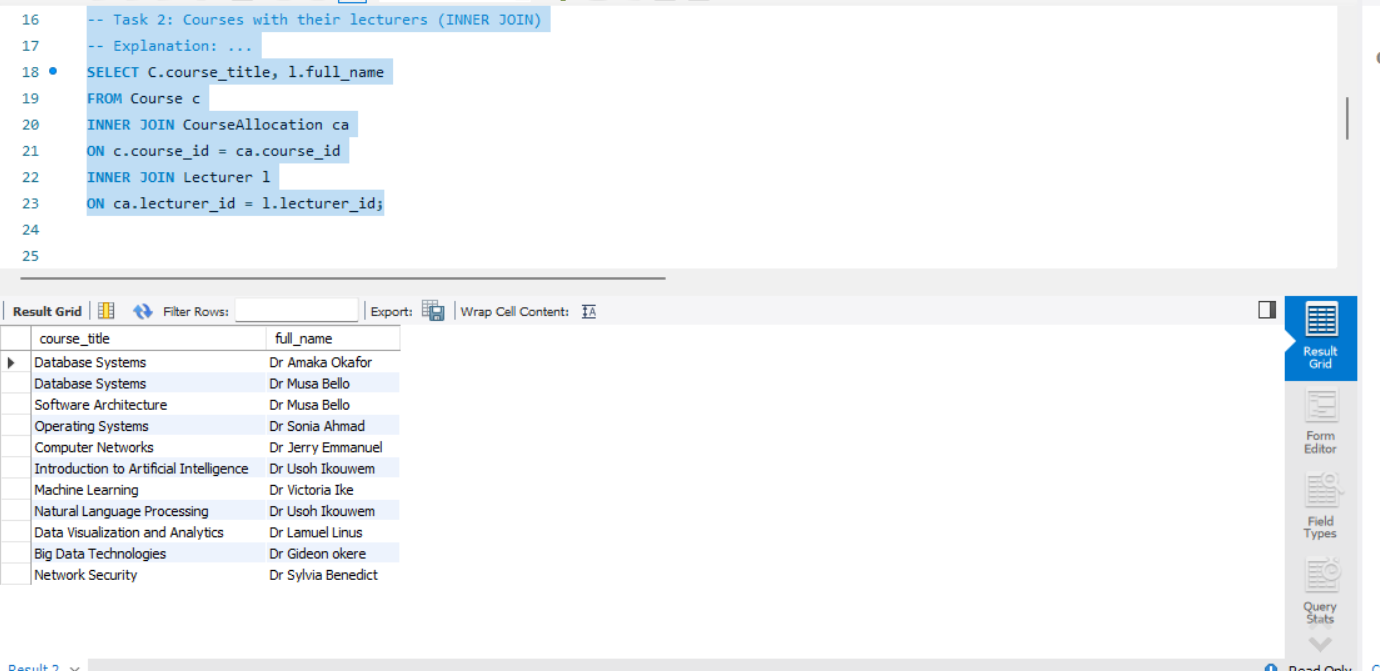 16 -- Task 2: Courses with their lecturers (INNER JOIN)
17 -- Explanation: ...
18 SELECT C.course_title, l.full_name
19 FROM Course c
20 INNER JOIN CourseAllocation ca
21 ON c.course_id = ca.course_id
22 INNER JOIN Lecturer l
23 ON ca.lecturer_id = l.lecturer_id;
24
25
Result Grid Filter Rows: Export: Wrap Cell Content:
course_title full_name
Database Systems Dr Amaka Okafor
Database Systems Dr Musa Bello
Software Architecture Dr Musa Bello
Operating Systems Dr Sonia Ahmad
Computer Networks Dr Jerry Emmanuel
Introduction to Artificial Intelligence Dr Usoh Ikouwem
Machine Learning Dr Victoria Ike
Natural Language Processing Dr Usoh Ikouwem
Data Visualization and Analytics Dr Lamuel Linus
Big Data Technologies Dr Gideon okere
Network Security Dr Sylvia Benedict
Result
Grid
Form
Editor
Field
Types
Query
Stats
Result 2 Read Only